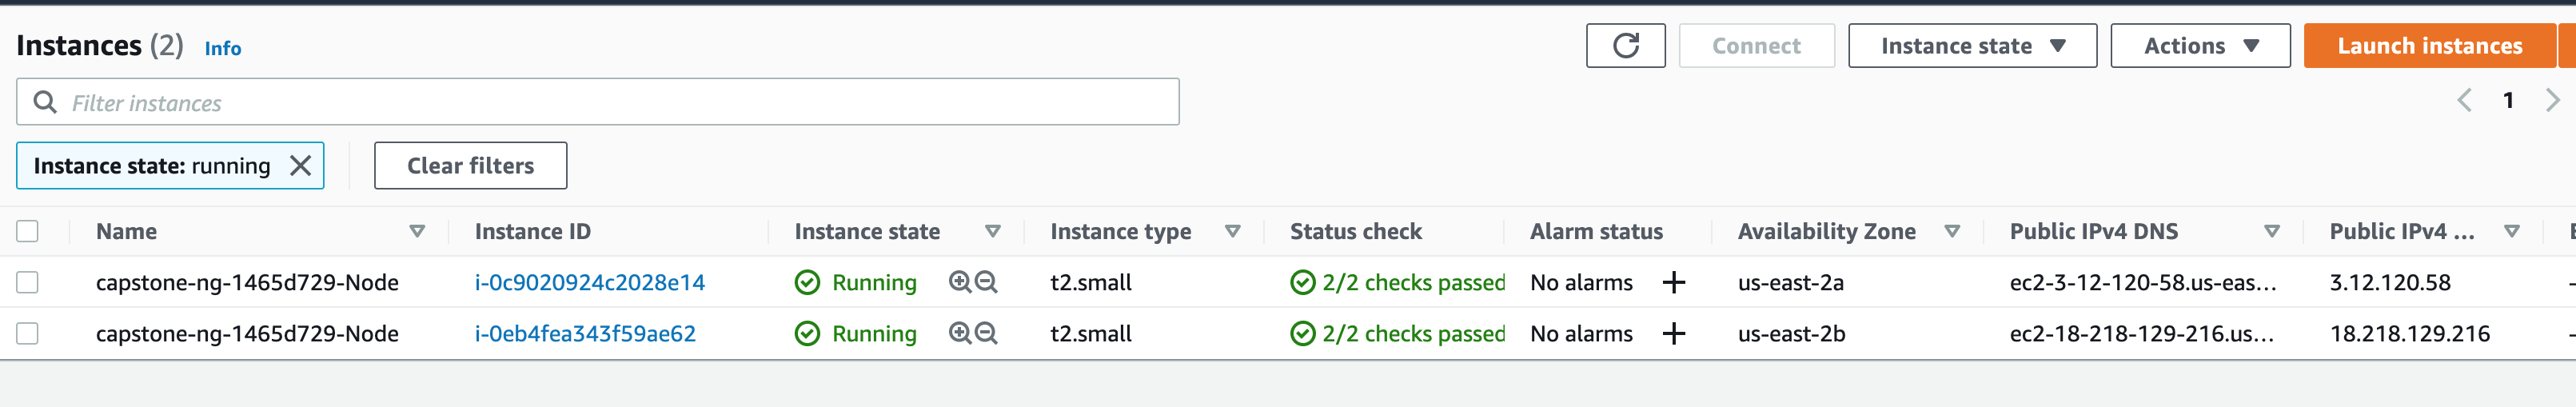 Instances (2) Info Connect Instance state Actions Launch instances
Filter instances
1
Instance state: running Clear filters
Name Instance ID Instance state Instance type Status check Alarm status Availability Zone Public IPv4 DNS Public IPv4 ...
capstone-ng-1465d729-Node i-0c9020924c2028e14 Running t2.small 2/2 checks passed No alarms + us-east-2a ec2-3-12-120-58.us-eas... 3.12.120.58
capstone-ng-1465d729-Node i-0eb4fea343f59ae62 Running t2.small 2/2 checks passed No alarms + us-east-2b ec2-18-218-129-216.us... 18.218.129.216